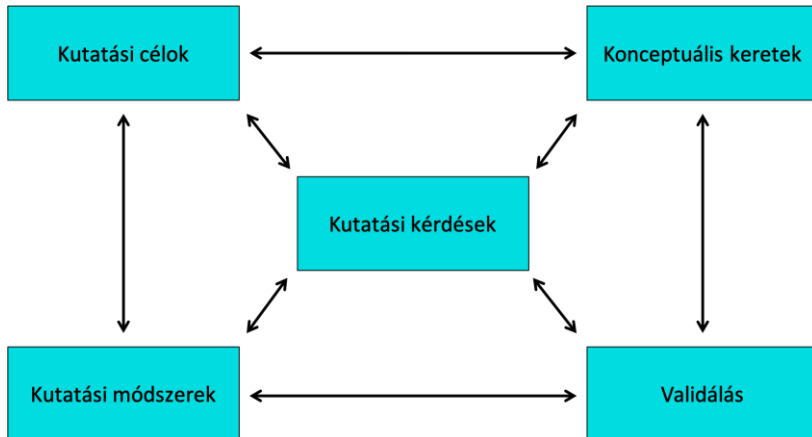 Kutatási célok
Konceptuális keretek
Kutatási kérdések
Kutatási módszerek
Validálás